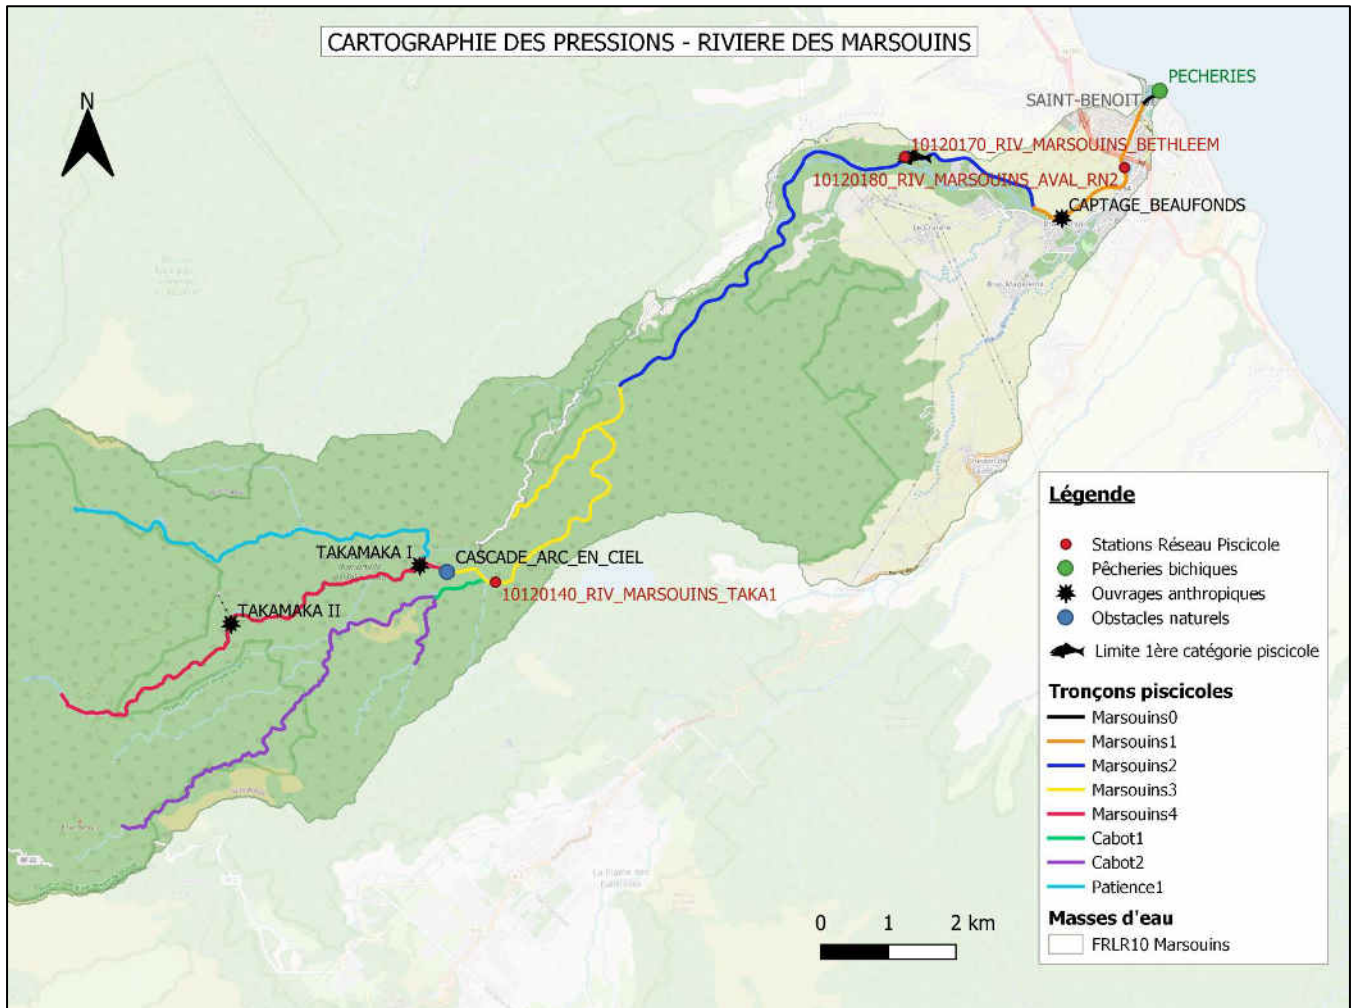 CARTOGRAPHIE DES PRESSIONS - RIVIERE DES MARSOUINS
N
PECHERIES
SAINT-BENOIT
10120170_RIV_MARSOUINS_BETHLEEM
10120180_RIV_MARSOUINS_AVAL_RN2
CAPTAGE_BEAUFONDS
TAKAMAKA I
CASCADE_ARC_EN_CIEL
10120140_RIV_MARSOUINS_TAKA1
TAKAMAKA II
Légende
Stations Réseau Piscicole
Pêcheries bichiques
Ouvrages anthropiques
Obstacles naturels
Limite 1ère catégorie piscicole
Tronçons piscicoles
Marsouins0
Marsouins1
Marsouins2
Marsouins3
Marsouins4
Cabot1
Cabot2
Patience1
Masses d'eau
FRLR10 Marsouins
0 1 2 km